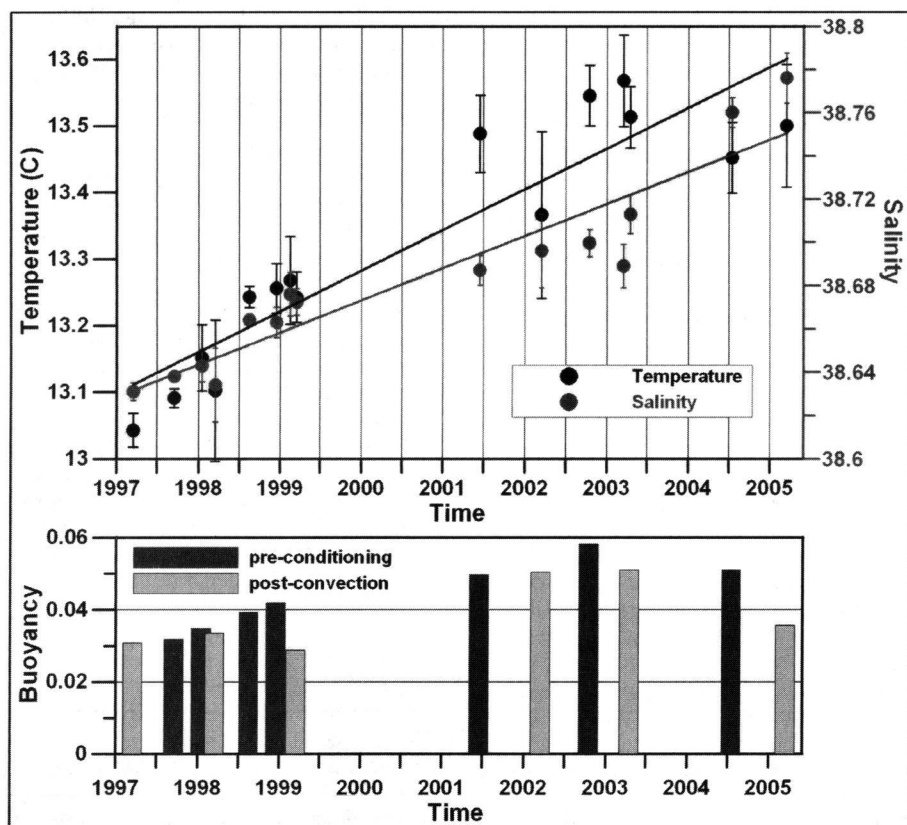 Temperature (C)
13.6
13.5
13.4
13.3
13.2
13.1
13
38.8
38.76
38.72
38.68
38.64
38.6
Salinity
Temperature
Salinity
1997 1998 1999 2000 2001 2002 2003 2004 2005
Time
Buoyancy
0.06
0.04
0.02
0
pre-conditioning
post-convection
1997 1998 1999 2000 2001 2002 2003 2004 2005
Time